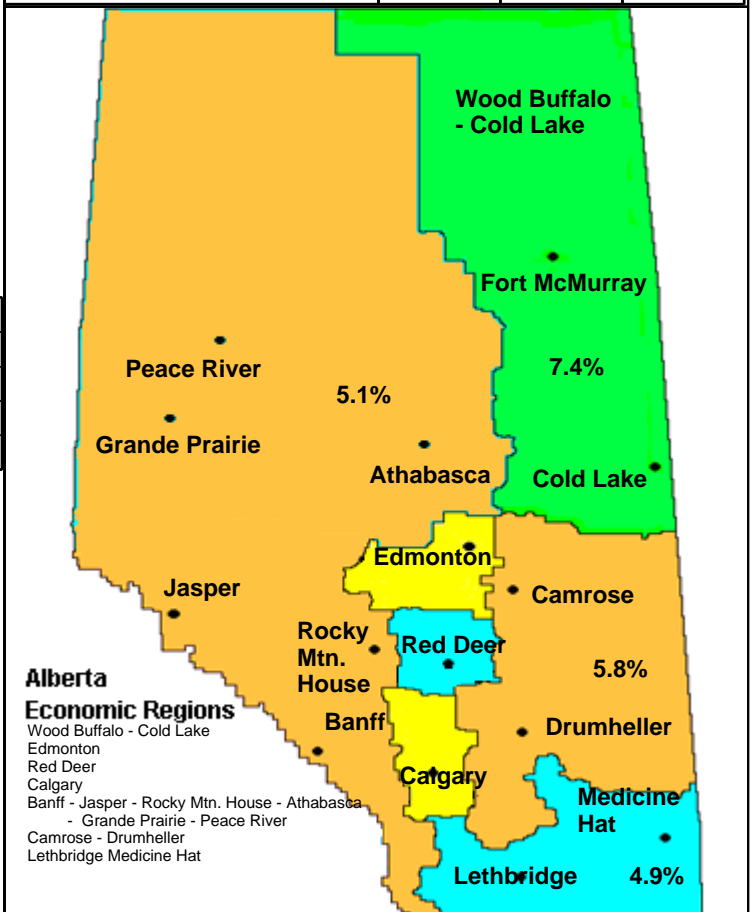 Wood Buffalo
- Cold Lake
Fort McMurray
Peace River
7.4%
5.1%
Grande Prairie
Athabasca
Cold Lake
Edmonton
Jasper
Camrose
Rocky
Mtn.
House
Red Deer
5.8%
Alberta
Economic Regions
Banff
Drumheller
Wood Buffalo - Cold Lake
Edmonton
Red Deer
Calgary
Banff - Jasper - Rocky Mtn. House - Athabasca
- Grande Prairie - Peace River
Camrose - Drumheller
Lethbridge Medicine Hat
Calgary
Medicine
Hat
Lethbridge
4.9%